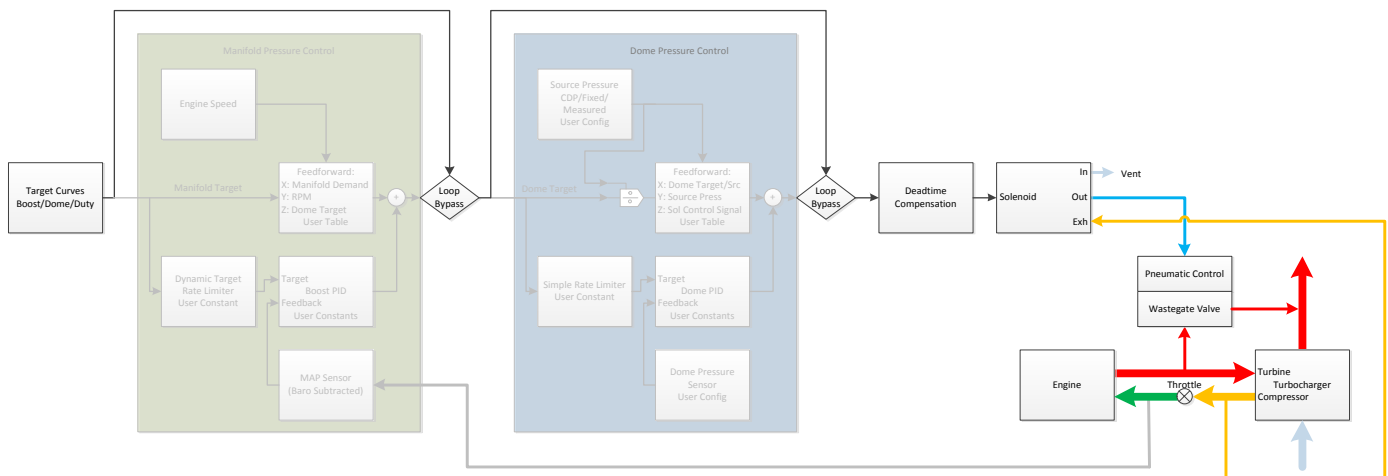 Manifold Pressure Control
Dome Pressure Control
Engine Speed
Source Pressure
CDP/Fixed/
Measured
User Config
Target Curves
Boost/Dome/Duty
Manifold Target
Feedforward:
X: Manifold Demand
Y: RPM
Z: Dome Target
User Table
+
Loop
Bypass
Dome Target
÷
Feedforward:
X: Dome Target/Src
Y: Source Press
Z: Sol Control Signal
User Table
+
Loop
Bypass
Deadtime
Compensation
Solenoid
In
Out
Exh
Vent
Dynamic Target
Rate Limiter
User Constant
Target
Boost PID
Feedback
User Constants
Simple Rate Limiter
User Constant
Target
Dome PID
Feedback
User Constants
Pneumatic Control
Wastegate Valve
MAP Sensor
(Baro Subtracted)
Dome Pressure
Sensor
User Config
Engine
Throttle
Turbine
Turbocharger
Compressor